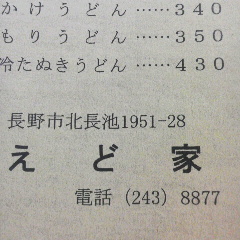 かけうどん……３４０
もりうどん……３５０
冷たぬきうどん……４３０
長野市北長池1951-28
えど家
電話（243）8877